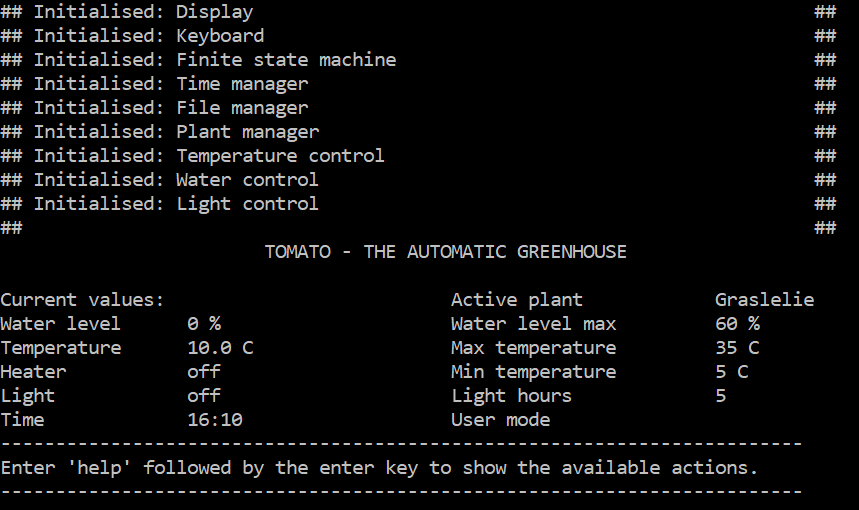 ## Initialised: Display ##
## Initialised: Keyboard ##
## Initialised: Finite state machine ##
## Initialised: Time manager ##
## Initialised: File manager ##
## Initialised: Plant manager ##
## Initialised: Temperature control ##
## Initialised: Water control ##
## Initialised: Light control ##
## ##
TOMATO - THE AUTOMATIC GREENHOUSE
Current values: Active plant Graslelie
Water level 0 % Water level max 60 %
Temperature 10.0 C Max temperature 35 C
Heater off Min temperature 5 C
Light off Light hours 5
Time 16:10 User mode
-------------------------------------------------------------------------
Enter 'help' followed by the enter key to show the available actions.
-------------------------------------------------------------------------